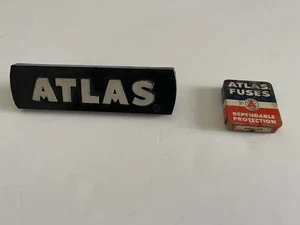 ATLAS
ATLAS
FUSES
DEPENDABLE
PROTECTION